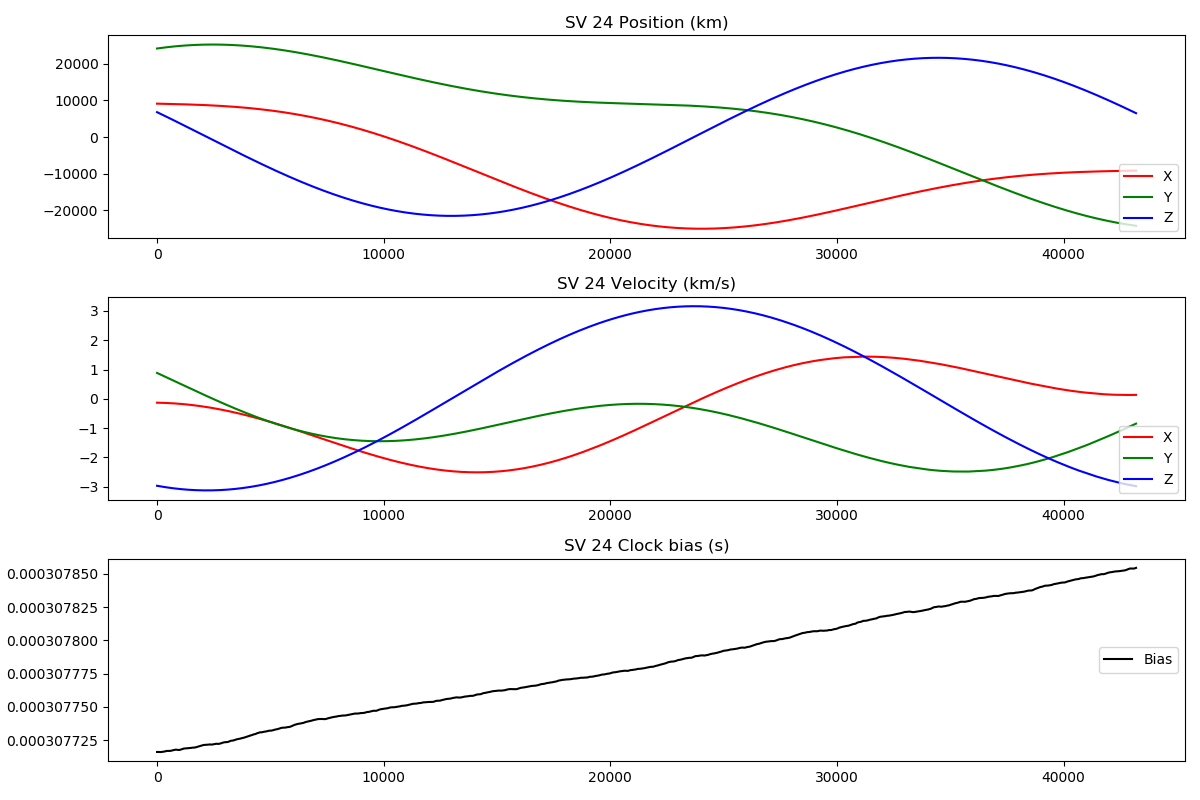 SV 24 Position (km)
20000
10000
0
−10000
−20000
X
Y
Z
0 10000 20000 30000 40000
SV 24 Velocity (km/s)
3
2
1
0
−1
−2
−3
X
Y
Z
0 10000 20000 30000 40000
SV 24 Clock bias (s)
0.000307850
0.000307825
0.000307800
0.000307775
0.000307750
0.000307725
Bias
0 10000 20000 30000 40000